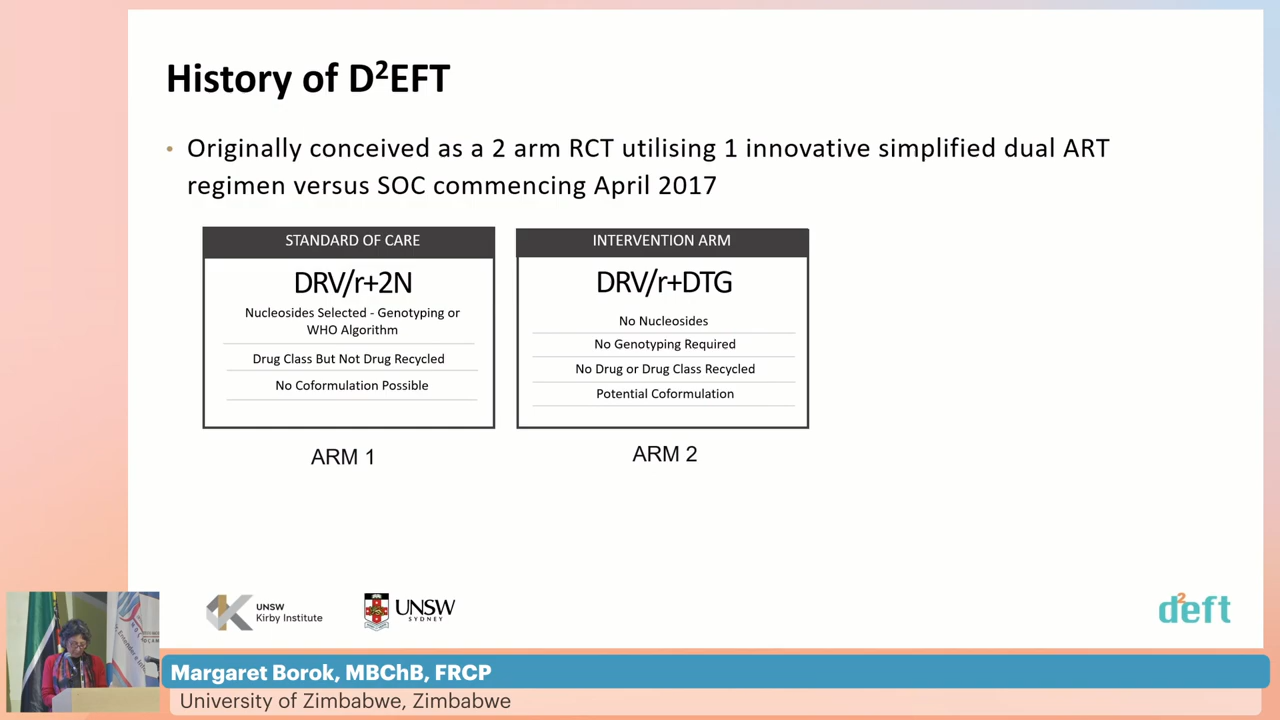 History of D²EFT
• Originally conceived as a 2 arm RCT utilising 1 innovative simplified dual ART
regimen versus SOC commencing April 2017
STANDARD OF CARE
DRV/r+2N
Nucleosides Selected - Genotyping or
WHO Algorithm
Drug Class But Not Drug Recycled
No Coformulation Possible
ARM 1
INTERVENTION ARM
DRV/r+DTG
No Nucleosides
No Genotyping Required
No Drug or Drug Class Recycled
Potential Coformulation
ARM 2
UNSW
Kirby Institute
UNSW
SYDNEY
d²eft
Margaret Borok, MBChB, FRCP
University of Zimbabwe, Zimbabwe